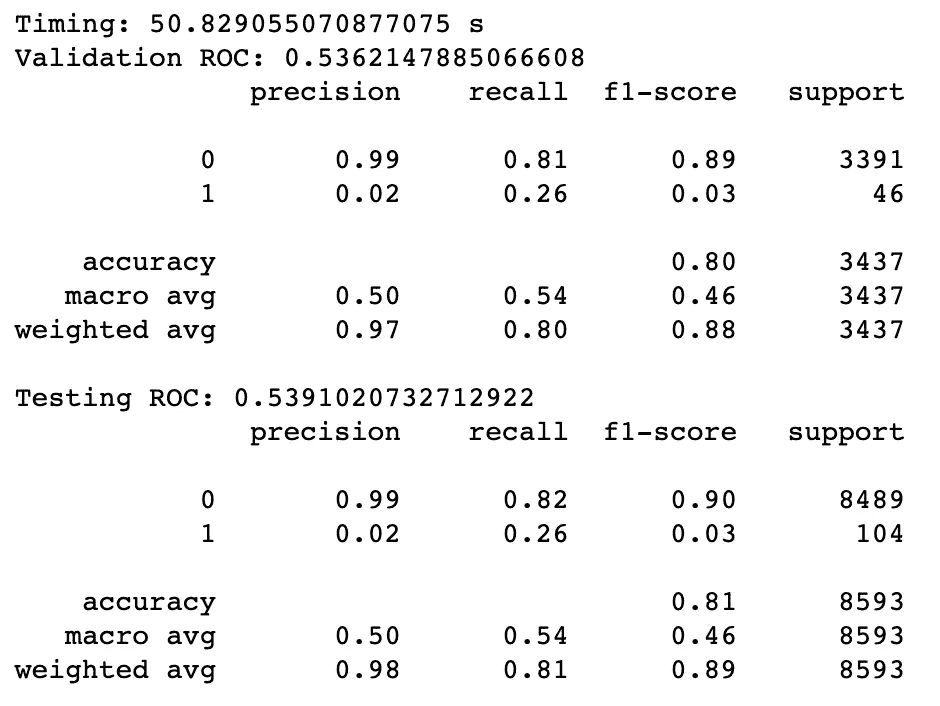 Timing: 50.829055070877075 s
Validation ROC: 0.5362147885066608
precision recall f1-score support
0 0.99 0.81 0.89 3391
1 0.02 0.26 0.03 46
accuracy 0.80 3437
macro avg 0.50 0.54 0.46 3437
weighted avg 0.97 0.80 0.88 3437
Testing ROC: 0.5391020732712922
precision recall f1-score support
0 0.99 0.82 0.90 8489
1 0.02 0.26 0.03 104
accuracy 0.81 8593
macro avg 0.50 0.54 0.46 8593
weighted avg 0.98 0.81 0.89 8593